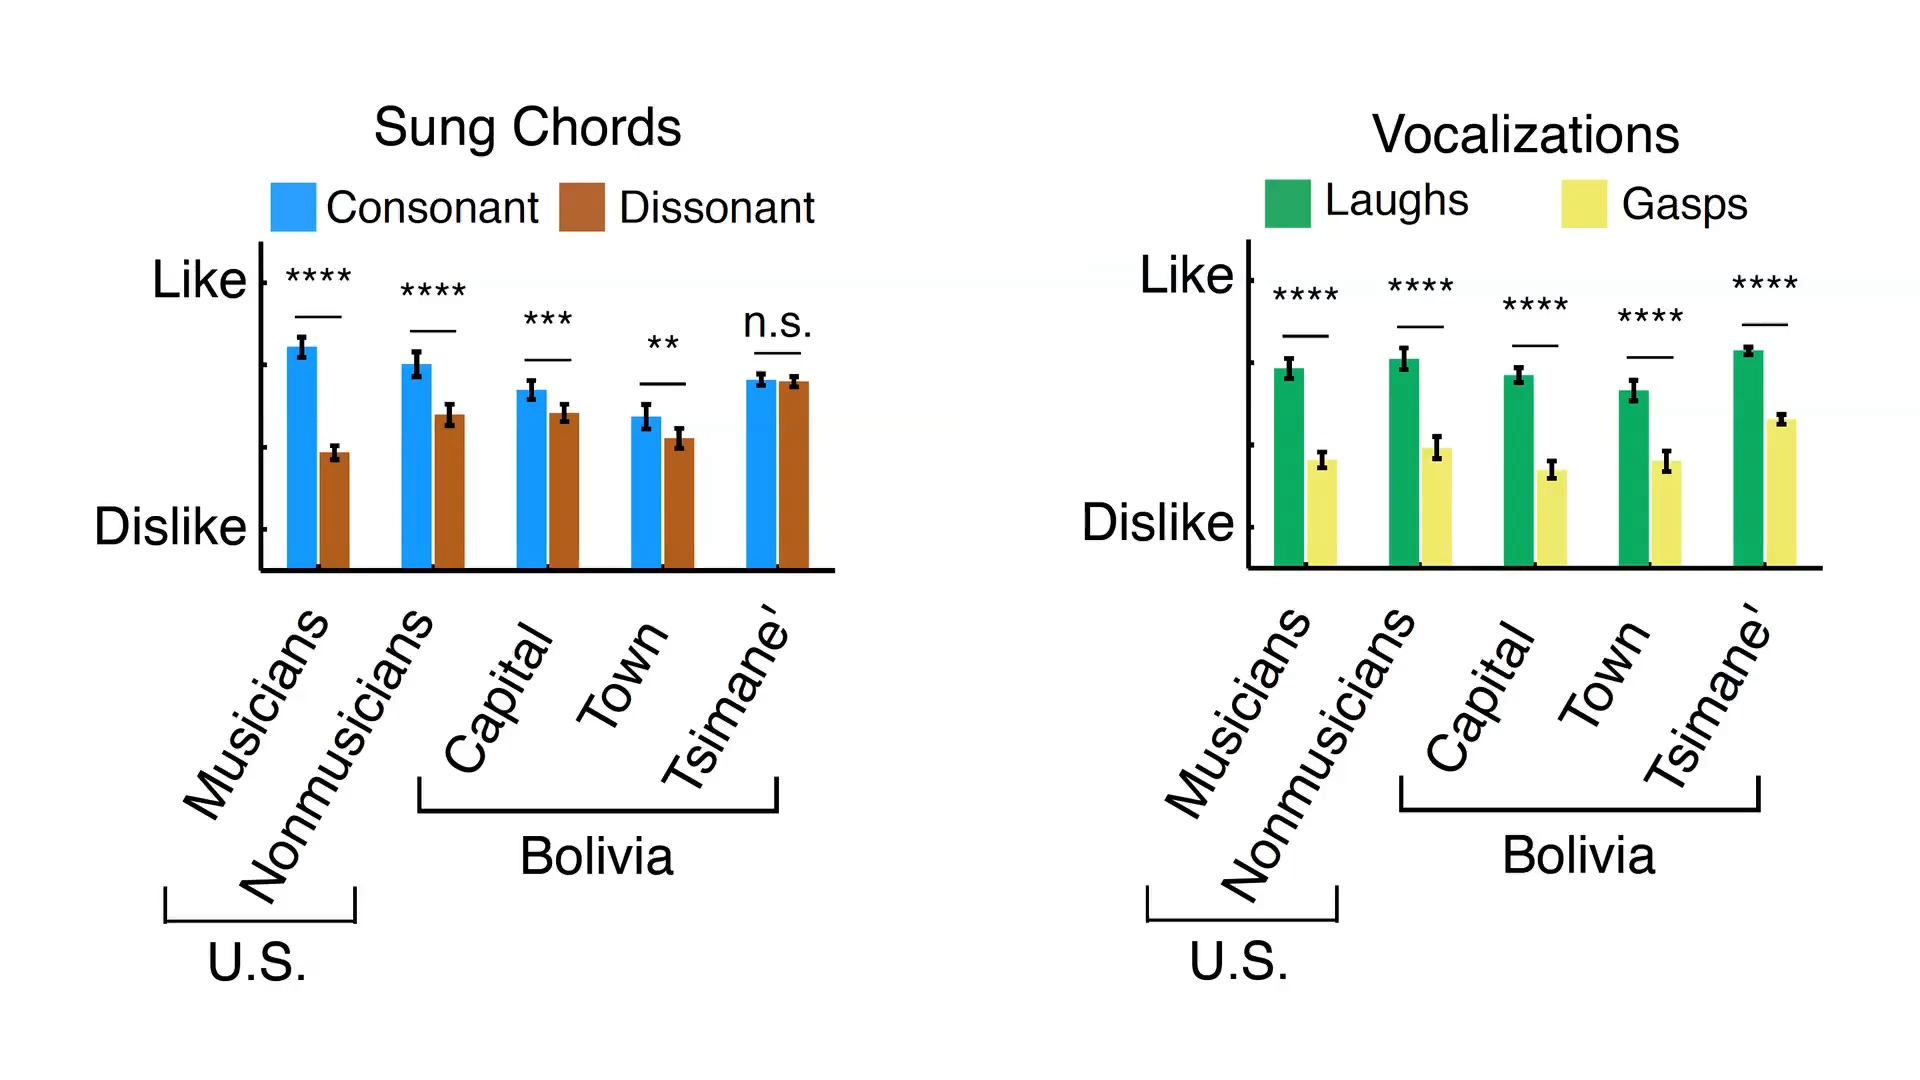 Sung Chords
Consonant Dissonant
Like
Dislike
**** **** *** ** n.s.
Musicians
Nonmusicians
Capital
Town
Tsimane'
Bolivia
U.S.
Vocalizations
Laughs Gasps
Like
Dislike
**** **** **** **** ****
Musicians
Nonmusicians
Capital
Town
Tsimane'
Bolivia
U.S.